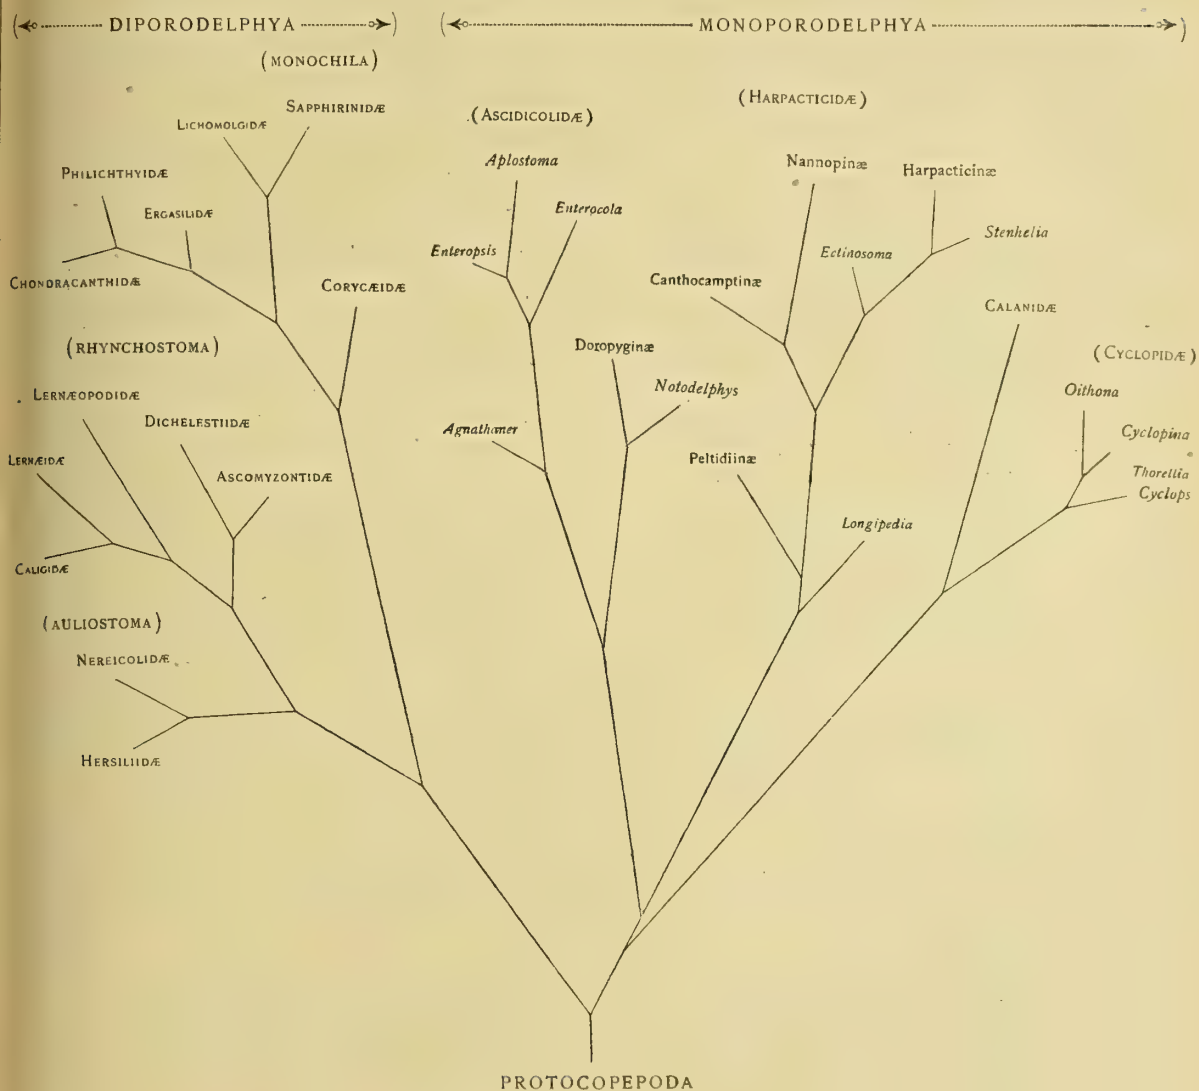 DIPORODELPHYA
MONOPORODELPHYA
(MONOCHILA)
SAPPHIRINIDÆ
LICHOMOLGIDÆ
PHILICHTHYIDÆ
ERGASILIDÆ
CHONDRACANTHIDÆ
CORYCÆIDÆ
(RHYNCHOSTOMA)
LERNÆOPODIDÆ
DICHELESTIIDÆ
LERNÆIDÆ
ASCOMYZONTIDÆ
CALIGIDÆ
(AULIOSTOMA)
NEREICOLIDÆ
HERSILIIDÆ
(ASCIDICOLIDÆ)
Aplostoma
Enterocola
Enteropsis
Doropyginæ
Notodelphys
Agnathaner
(HARPACTICIDÆ)
Nannopinæ
Harpacticinæ
Stenhelia
Ectinosoma
Canthocamptinæ
Peltidiinæ
Longipedia
CALANIDÆ
(CYCLOPIDÆ)
Oithona
Cyclopina
Thorellia
Cyclops
PROTOCOPEPODA